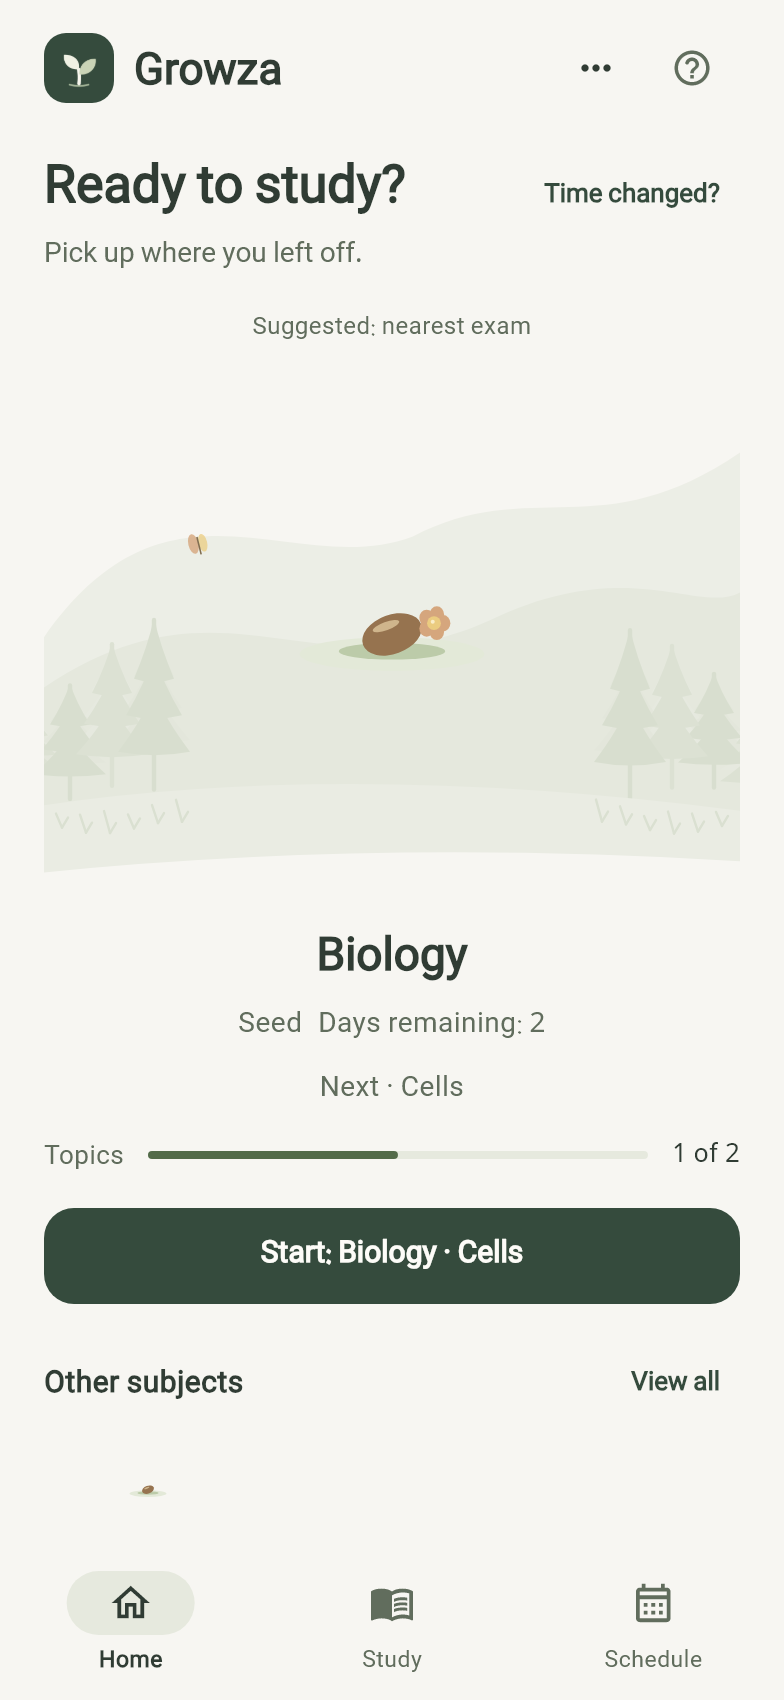 Growza
Ready to study?
Time changed?
Pick up where you left off.
Suggested: nearest exam
Biology
Seed Days remaining: 2
Next · Cells
Topics
1 of 2
Start: Biology · Cells
Other subjects
View all
Home
Study
Schedule